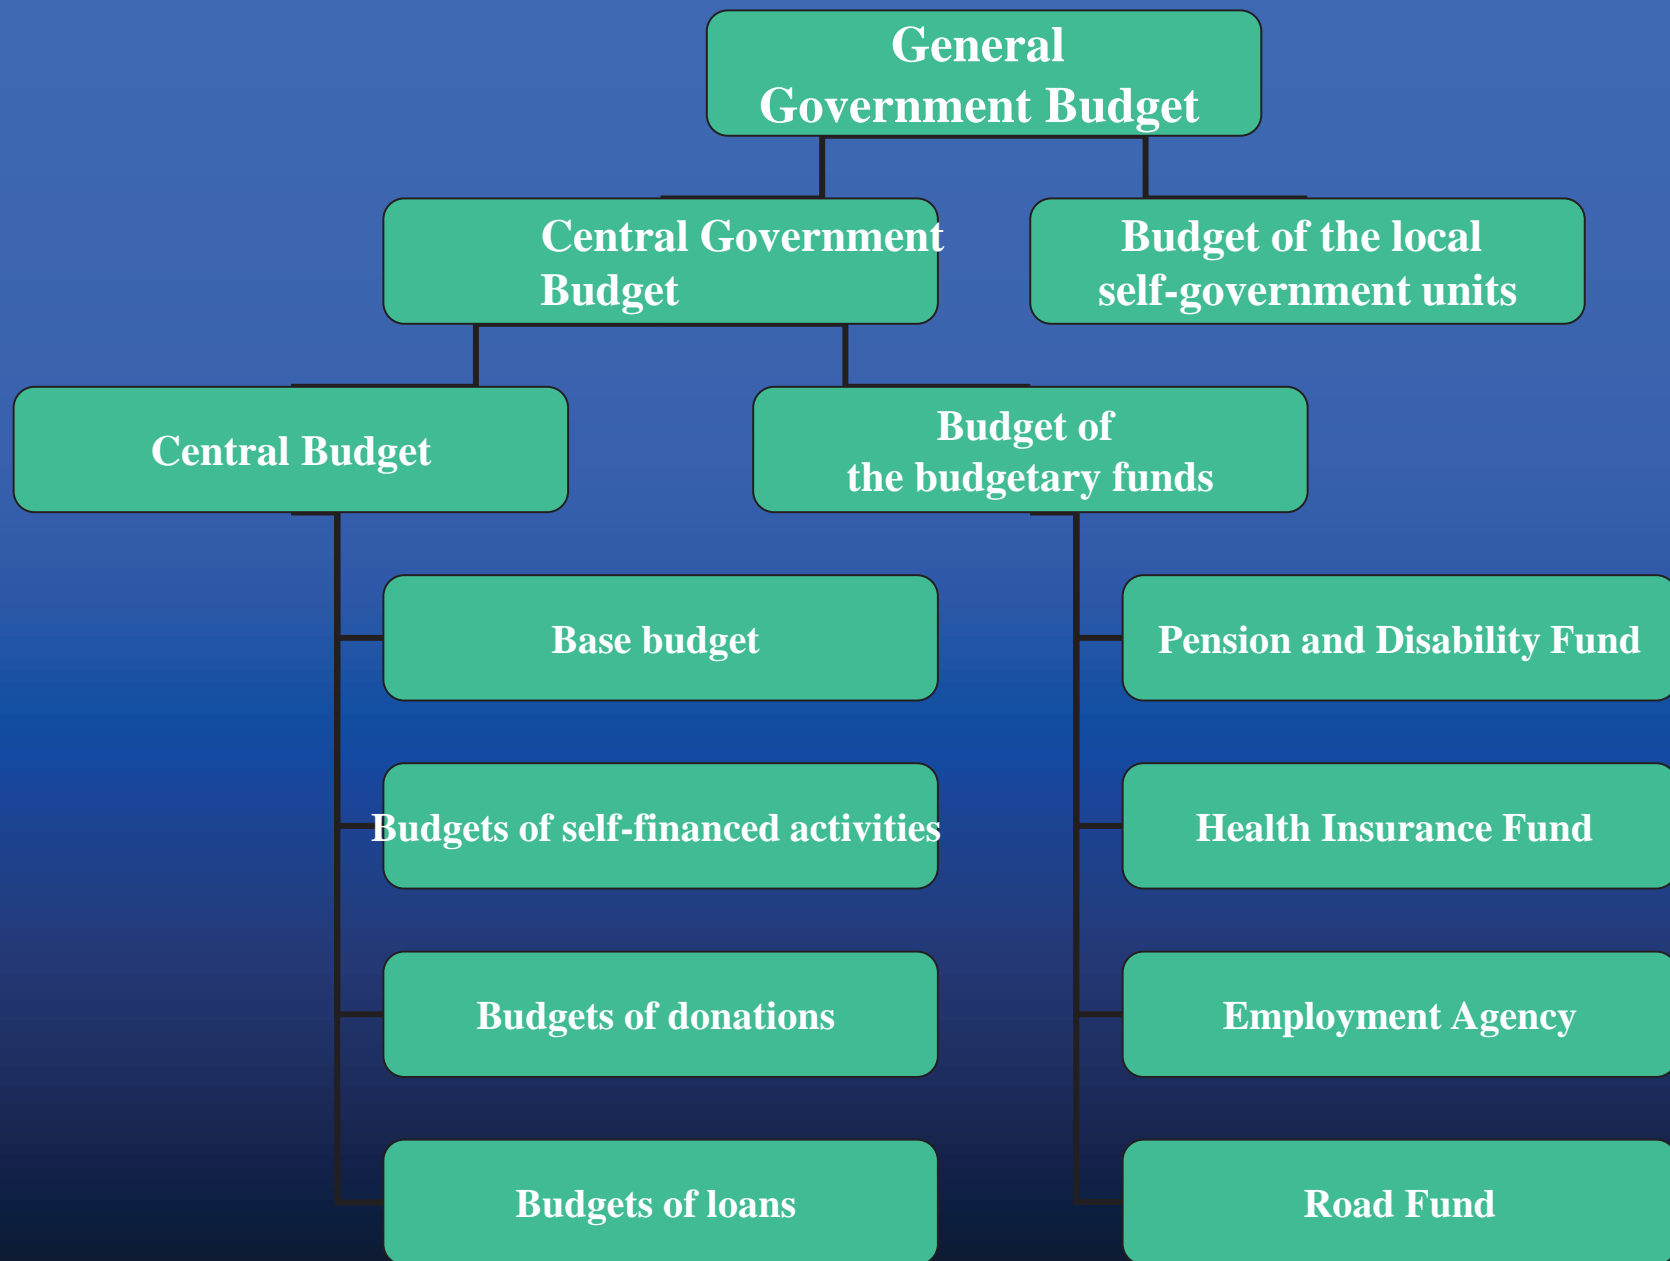 General
Government Budget
Central Government
Budget
Budget of the local
self-government units
Central Budget
Budget of
the budgetary funds
Base budget
Pension and Disability Fund
Budgets of self-financed activities
Health Insurance Fund
Budgets of donations
Employment Agency
Budgets of loans
Road Fund